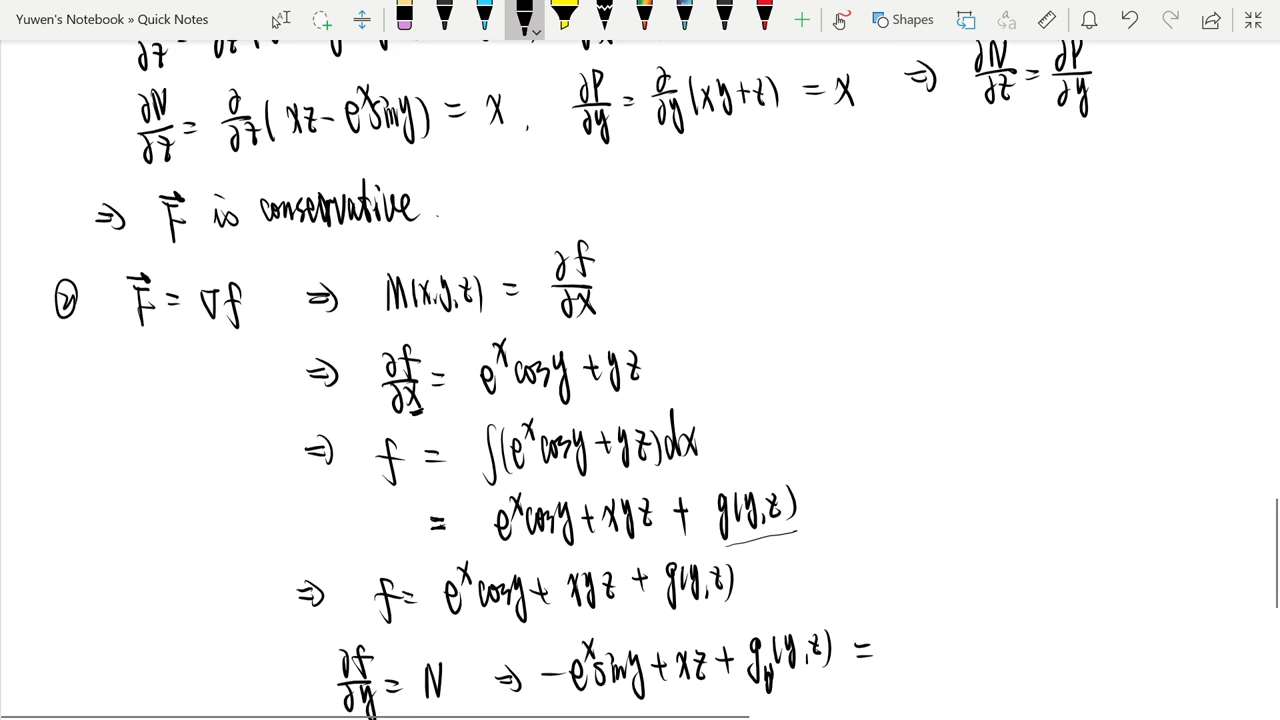 Yuwen's Notebook » Quick Notes
Shapes
∂N/∂z = ∂/∂z (xz - e^x sin y) = x, ∂P/∂y = ∂/∂y (xy + z) = x ⇒ ∂N/∂z = ∂P/∂y
⇒ F⃗ is conservative.
② F⃗ = ∇f ⇒ M(x,y,z) = ∂f/∂x
⇒ ∂f/∂x = e^x cos y + yz
⇒ f = ∫(e^x cos y + yz)dx
= e^x cos y + xyz + g(y,z)
⇒ f = e^x cos y + xyz + g(y,z)
∂f/∂y = N ⇒ -e^x sin y + xz + g_y(y,z) =